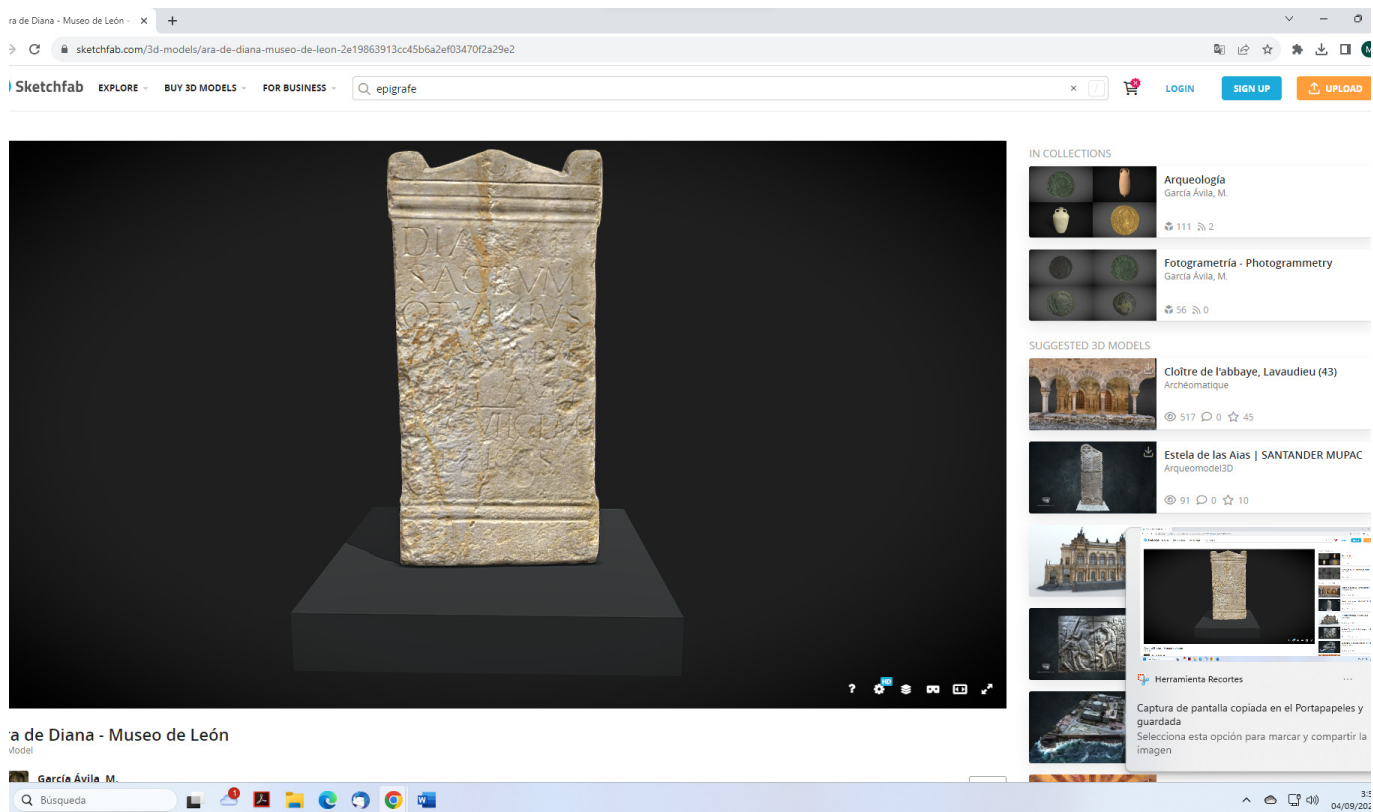 ra de Diana - Museo de León -
sketchfab.com/3d-models/ara-de-diana-museo-de-leon-2e19863913cc45b6a2ef03470f2a29e2
Sketchfab EXPLORE BUY 3D MODELS FOR BUSINESS epigrafe / LOGIN SIGN UP UPLOAD
DIA
SACRVM
IN COLLECTIONS
Arqueología
García Ávila, M.
111 2
Fotogrametría - Photogrammetry
García Ávila, M.
56 0
SUGGESTED 3D MODELS
Cloître de l'abbaye, Lavaudieu (43)
Archéomatique
517 0 45
Estela de las Aias | SANTANDER MUPAC
Arqueomodel3D
91 0 10
Herramienta Recortes
Captura de pantalla copiada en el Portapapeles y
guardada
Selecciona esta opción para marcar y compartir la
imagen
? HD
ra de Diana - Museo de León
Model
García Ávila, M.
Búsqueda
3:5
04/09/202